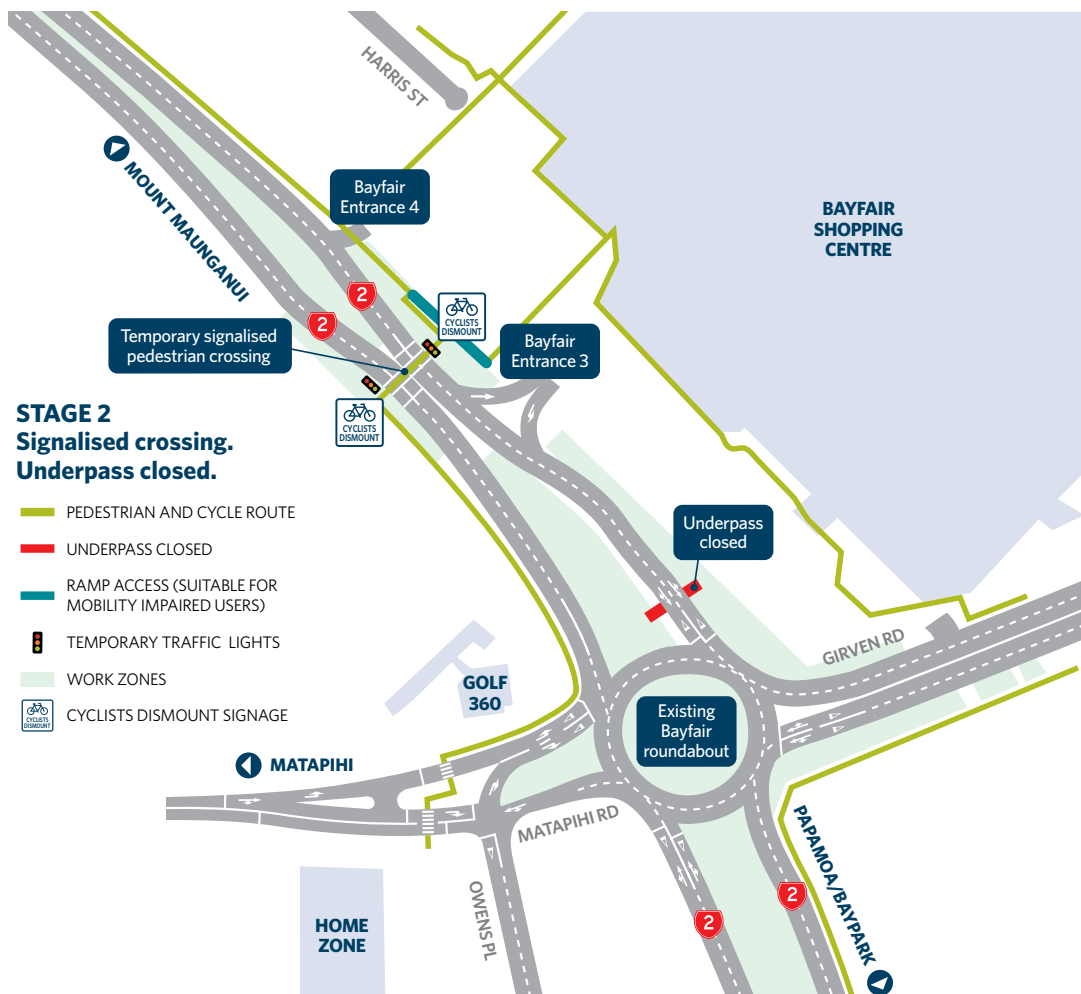 HARRIS ST
MOUNT MAUNGANUI
Bayfair
Entrance 4
BAYFAIR
SHOPPING
CENTRE
2
2
CYCLISTS
DISMOUNT
Temporary signalised
pedestrian crossing
Bayfair
Entrance 3
CYCLISTS
DISMOUNT
STAGE 2
Signalised crossing.
Underpass closed.
PEDESTRIAN AND CYCLE ROUTE
UNDERPASS CLOSED
RAMP ACCESS (SUITABLE FOR
MOBILITY IMPAIRED USERS)
TEMPORARY TRAFFIC LIGHTS
WORK ZONES
CYCLISTS
DISMOUNT
CYCLISTS DISMOUNT SIGNAGE
Underpass
closed
GIRVEN RD
GOLF
360
Existing
Bayfair
roundabout
MATAPIHI
MATAPIHI RD
OWENS PL
HOME
ZONE
2
2
PAPAMOA/BAYPARK